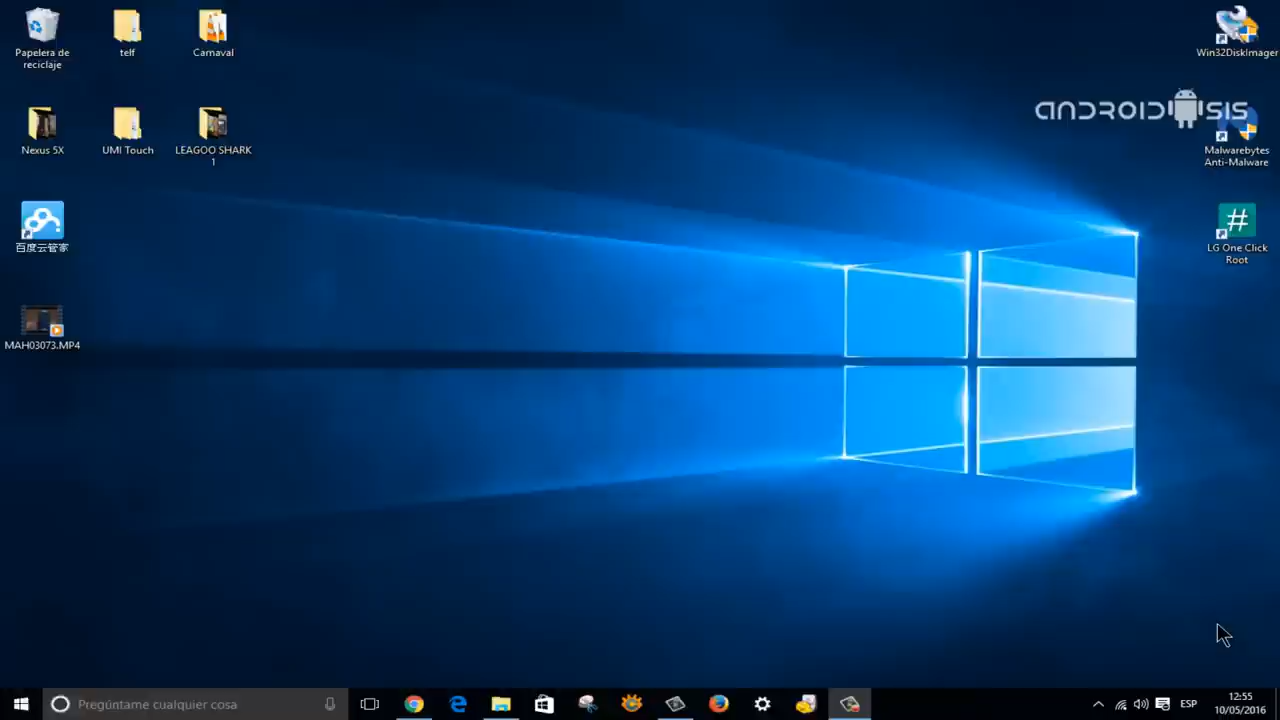 Papelera de
reciclaje
telf
Carnaval
Win32DiskImager
ANDROIDSIS
Nexus 5X
UMI Touch
LEAGOO SHARK
1
Malwarebytes
Anti-Malware
百度云管家
#
LG One Click
Root
MAH03073.MP4
Pregúntame cualquier cosa
ESP
12:55
10/05/2016